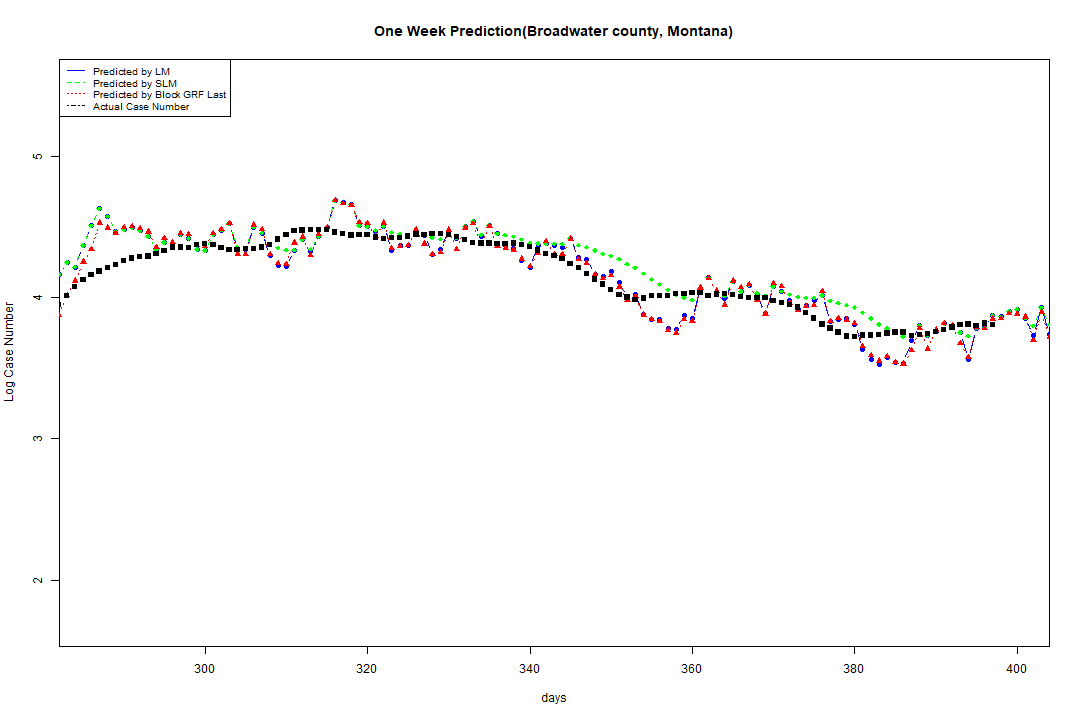 One Week Prediction(Broadwater county, Montana)
Predicted by LM
Predicted by SLM
Predicted by Block GRF Last
Actual Case Number
5
4
3
2
Log Case Number
300 320 340 360 380 400
days